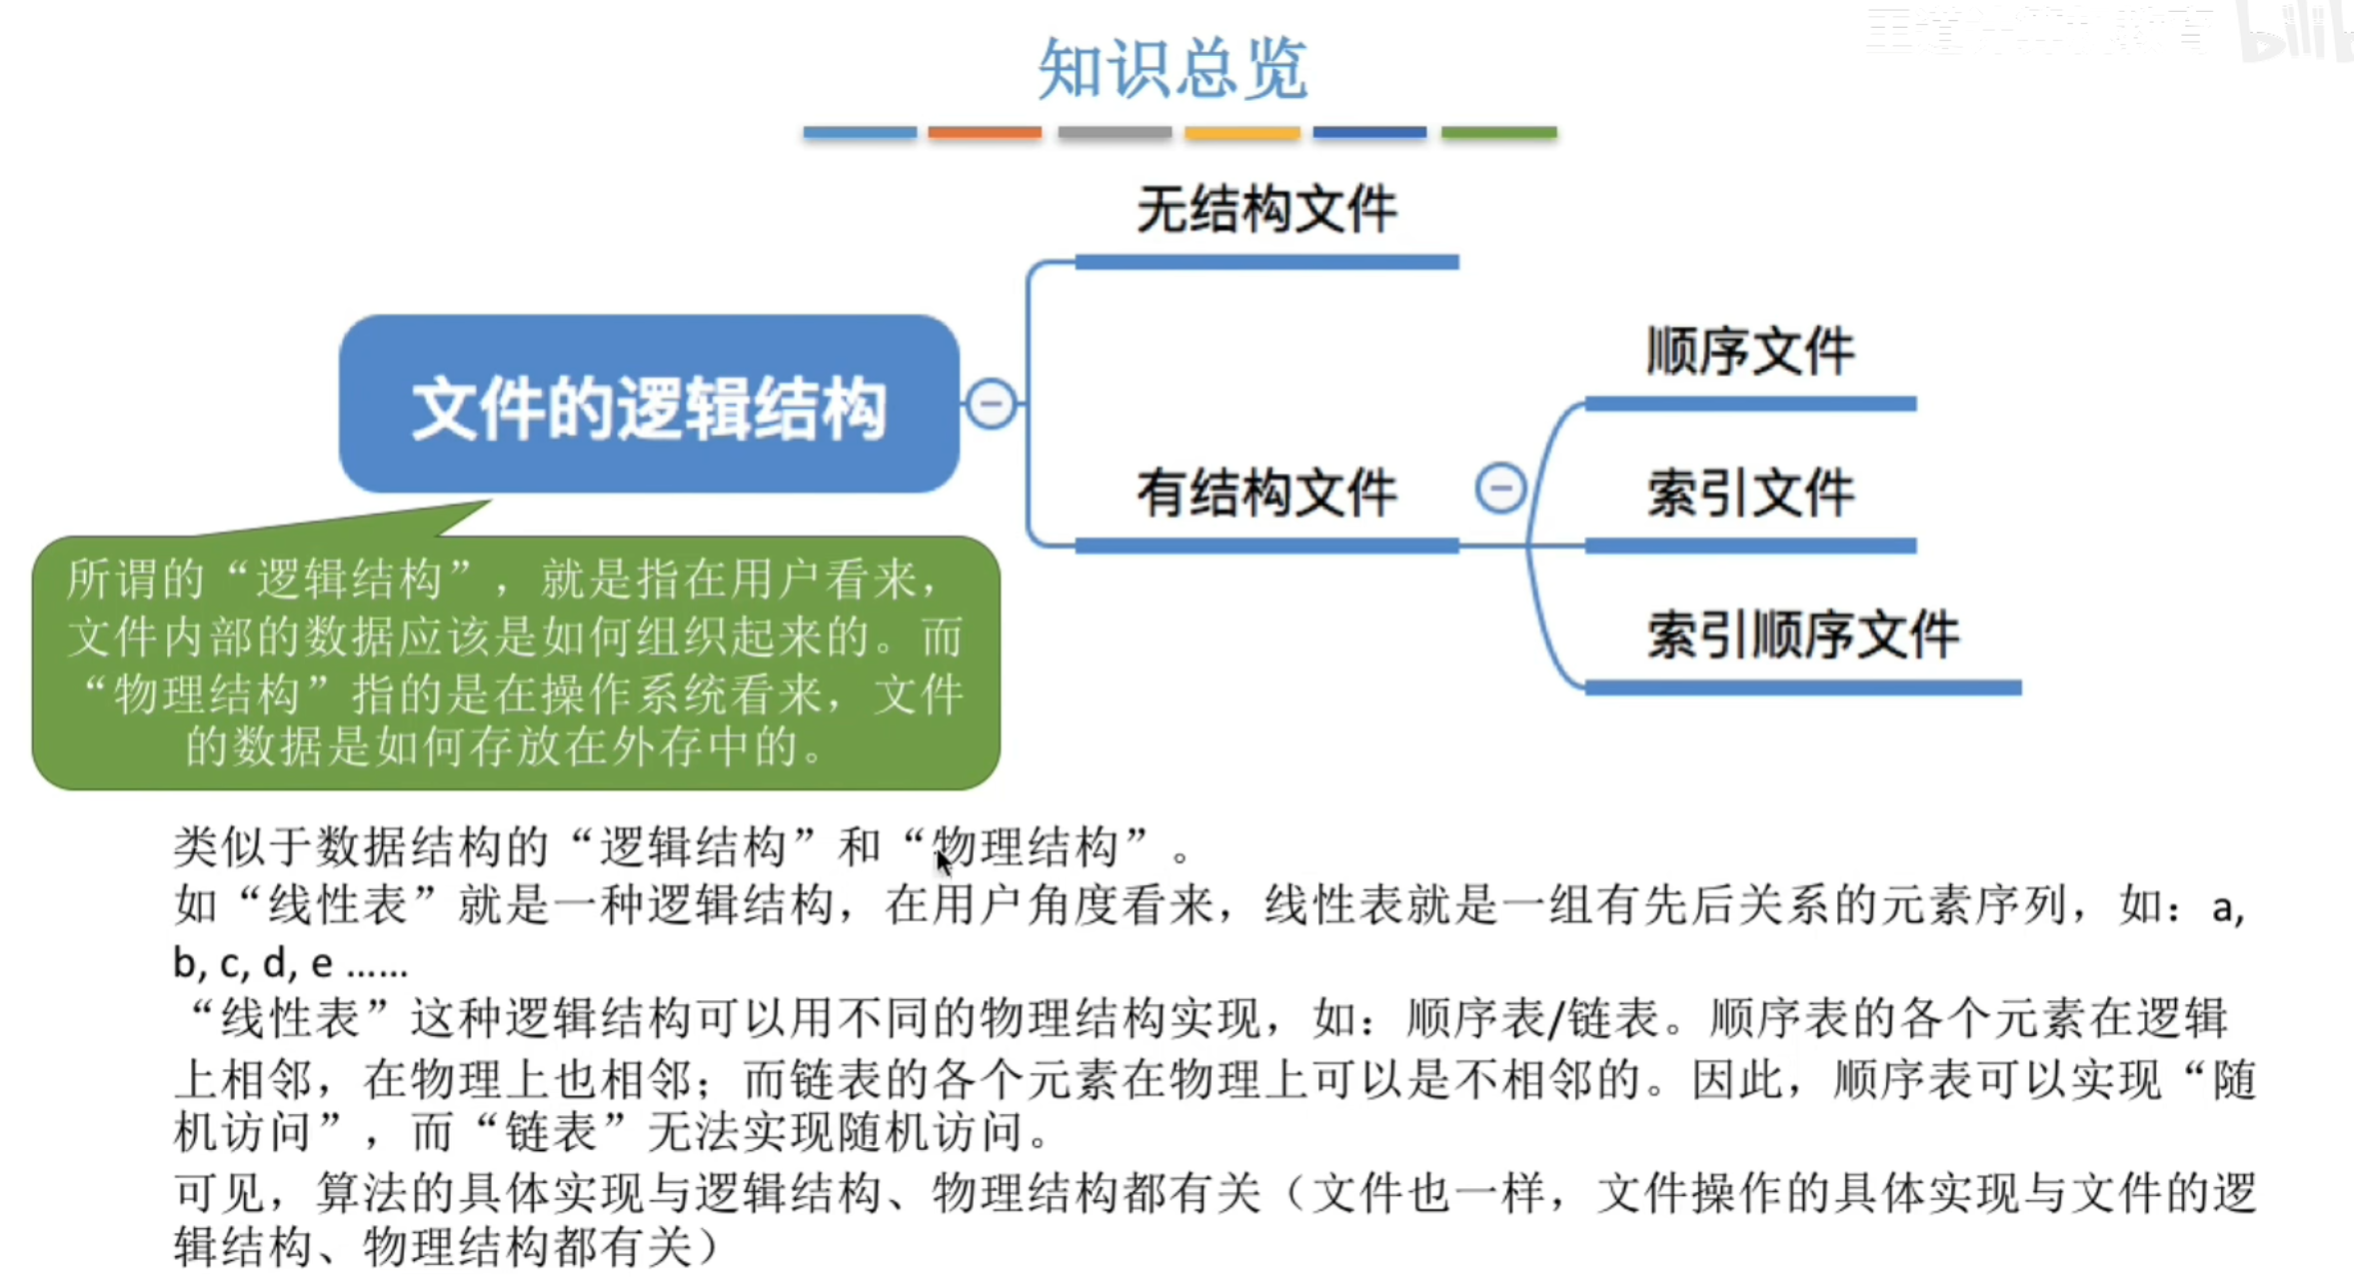 知识总览
无结构文件
顺序文件
文件的逻辑结构
有结构文件
索引文件
索引顺序文件
所谓的“逻辑结构”，就是指在用户看来，
文件内部的数据应该是如何组织起来的。而
“物理结构”指的是在操作系统看来，文件
的数据是如何存放在外存中的。
类似于数据结构的“逻辑结构”和“物理结构”。
如“线性表”就是一种逻辑结构，在用户角度看来，线性表就是一组有先后关系的元素序列，如：a,
b, c, d, e ......
“线性表”这种逻辑结构可以用不同的物理结构实现，如：顺序表/链表。顺序表的各个元素在逻辑
上相邻，在物理上也相邻；而链表的各个元素在物理上可以是不相邻的。因此，顺序表可以实现“随
机访问”，而“链表”无法实现随机访问。
可见，算法的具体实现与逻辑结构、物理结构都有关（文件也一样，文件操作的具体实现与文件的逻
辑结构、物理结构都有关）